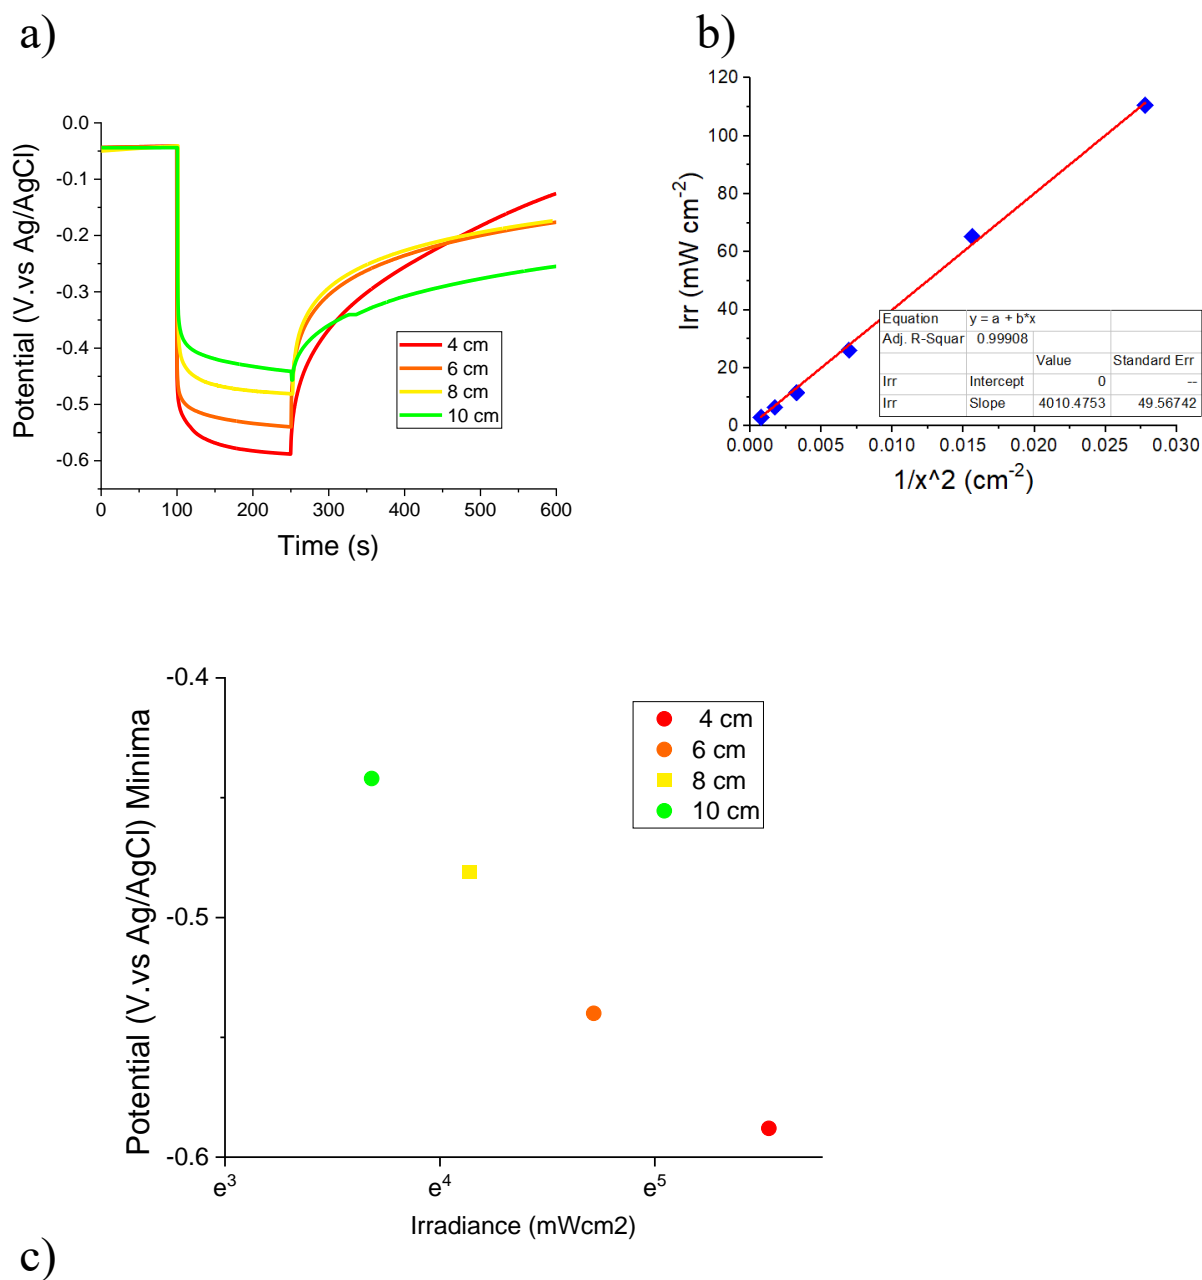 a)
0.0
-0.1
-0.2
-0.3
-0.4
-0.5
-0.6
Potential (V.vs Ag/AgCl)
0 100 200 300 400 500 600
Time (s)
4 cm
6 cm
8 cm
10 cm
b)
120
100
80
60
40
20
0
Irr (mW cm-2)
0.000 0.005 0.010 0.015 0.020 0.025 0.030
1/x^2 (cm-2)
Equation y = a + b*x
Adj. R-Squar 0.99908
Value Standard Err
Irr Intercept 0 --
Irr Slope 4010.4753 49.56742
-0.4
-0.5
-0.6
Potential (V.vs Ag/AgCl) Minima
e3 e4 e5
Irradiance (mWcm2)
4 cm
6 cm
8 cm
10 cm
c)